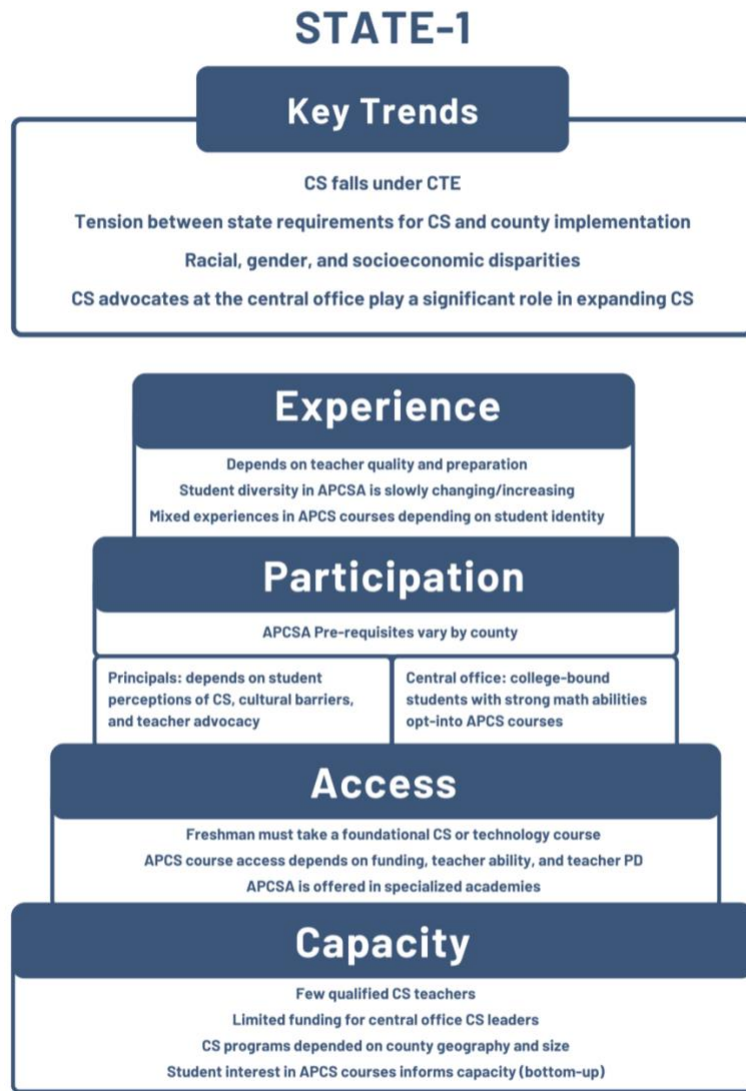 STATE-1
Key Trends
CS falls under CTE
Tension between state requirements for CS and county implementation
Racial, gender, and socioeconomic disparities
CS advocates at the central office play a significant role in expanding CS
Experience
Depends on teacher quality and preparation
Student diversity in APCSA is slowly changing/increasing
Mixed experiences in APCS courses depending on student identity
Participation
APCSA Pre-requisites vary by county
Principals: depends on student
perceptions of CS, cultural barriers,
and teacher advocacy
Central office: college-bound
students with strong math abilities
opt-into APCS courses
Access
Freshman must take a foundational CS or technology course
APCS course access depends on funding, teacher ability, and teacher PD
APCSA is offered in specialized academies
Capacity
Few qualified CS teachers
Limited funding for central office CS leaders
CS programs depended on county geography and size
Student interest in APCS courses informs capacity (bottom-up)